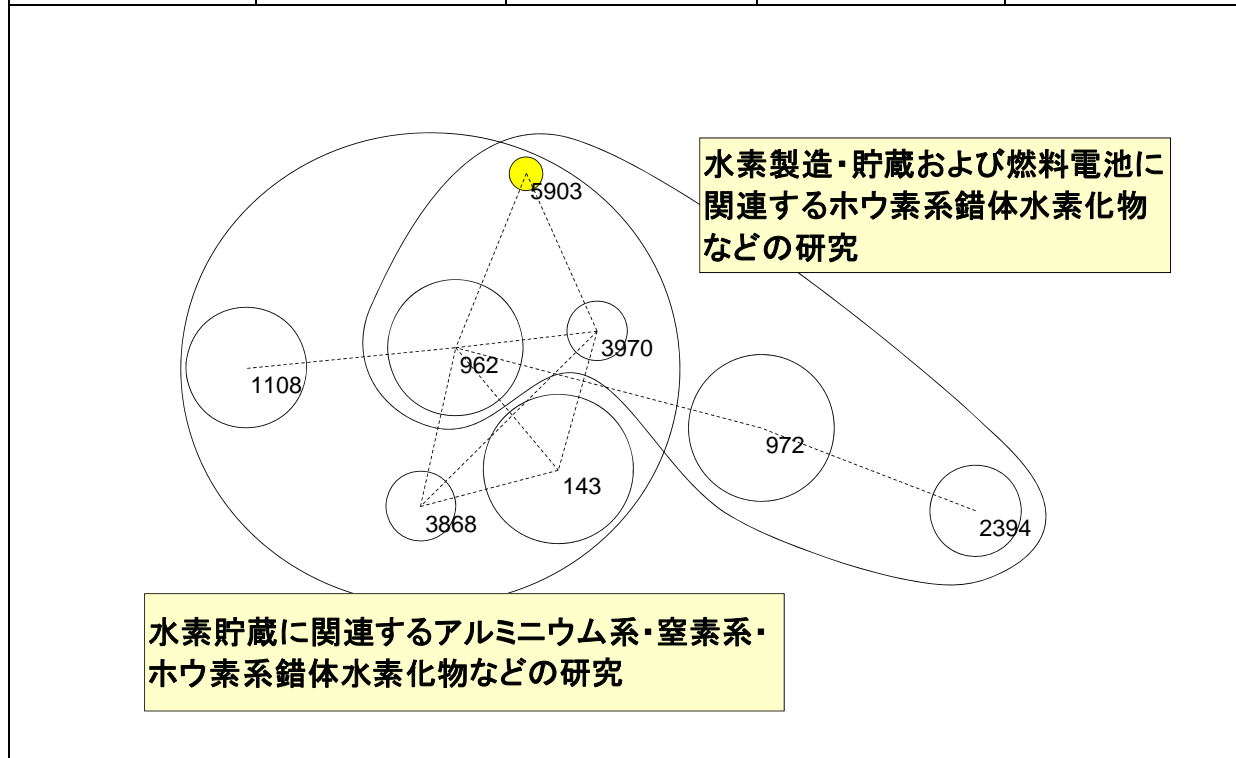 5903
水素製造・貯蔵および燃料電池に
関連するホウ素系錯体水素化物
などの研究
3970
962
1108
972
143
3868
2394
水素貯蔵に関連するアルミニウム系・窒素系・
ホウ素系錯体水素化物などの研究